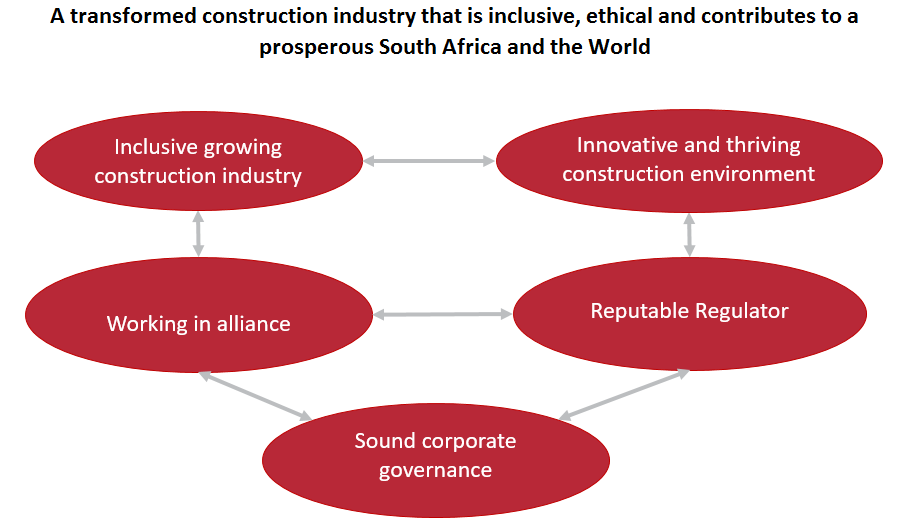 A transformed construction industry that is inclusive, ethical and contributes to a
prosperous South Africa and the World
Inclusive growing
construction industry
Innovative and thriving
construction environment
Working in alliance
Reputable Regulator
Sound corporate
governance